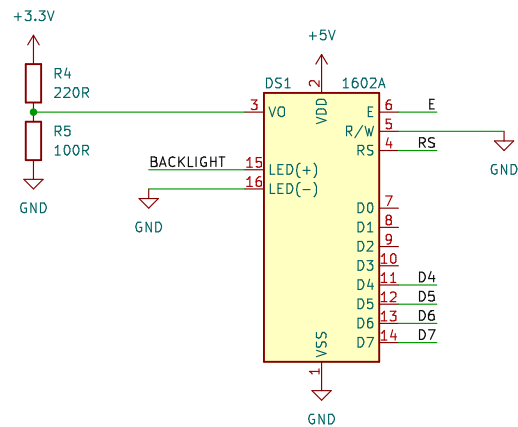 +3.3V
+5V
R4
220R
R5
100R
DS1
1602A
2
VDD
3
VO
E
6
E
R/W
5
RS
4
RS
GND
BACKLIGHT
15
LED(+)
16
LED(-)
GND
GND
D0
7
D1
8
D2
9
D3
10
D4
11
D4
D5
12
D5
D6
13
D6
D7
14
D7
VSS
1
GND